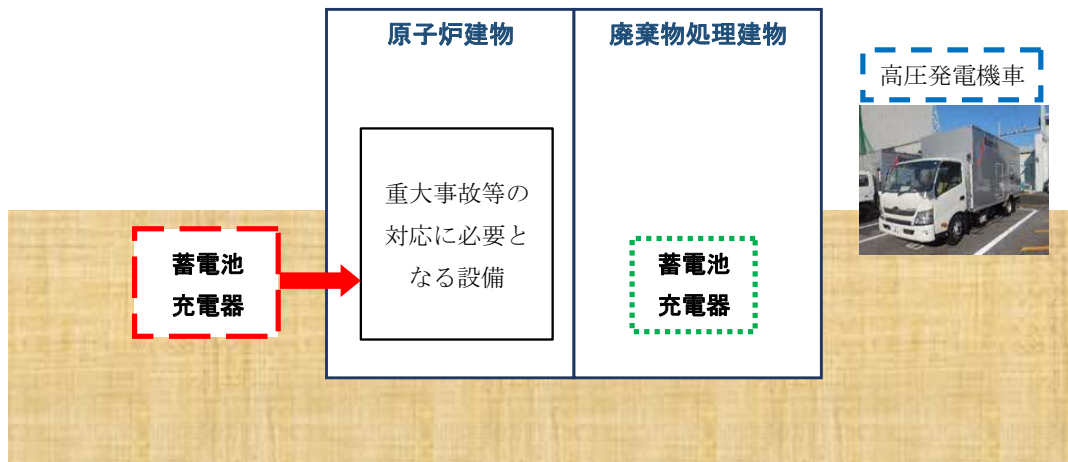 原子炉建物
廃棄物処理建物
高圧発電機車
重大事故等の
対応に必要と
なる設備
蓄電池
充電器
蓄電池
充電器